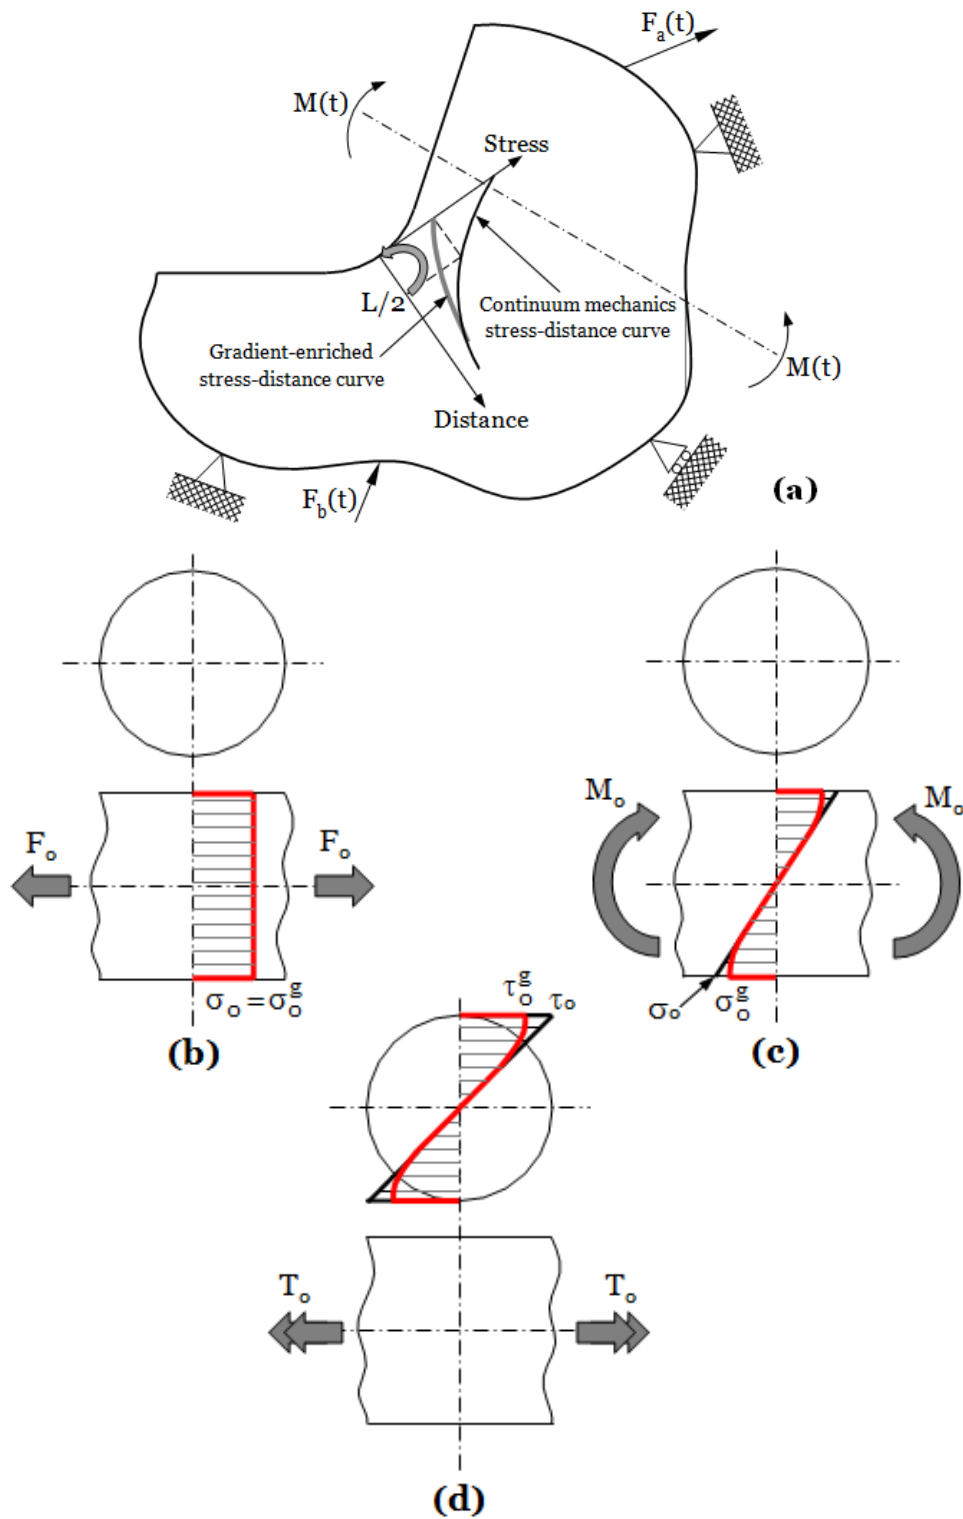 Fₐ(t)
M(t)
Stress
L/2
Continuum mechanics
stress-distance curve
Gradient-enriched
stress-distance curve
M(t)
Distance
F_b(t)
(a)
Mₒ
Mₒ
Fₒ
Fₒ
σₒ=σₒᵍ
τₒᵍ
τₒ
σₒ
σₒᵍ
(b)
(c)
Tₒ
Tₒ
(d)